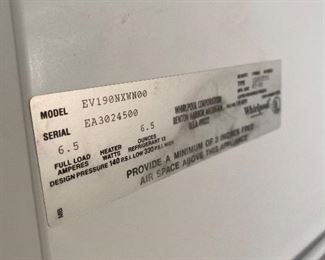 MODEL EV190NXWN00
SERIAL EA3024500
6.5 6.5
FULL LOAD AMPERES
HEATER WATTS
OUNCES REFRIGERANT 12
DESIGN PRESSURE 140 P.S.I. LOW 320 P.S.I. HIGH
WHIRLPOOL CORPORATION
BENTON HARBOR, MICHIGAN
U.S.A. 49022
Whirlpool
PROVIDE A MINIMUM OF 3 INCHES FREE
AIR SPACE ABOVE THIS APPLIANCE